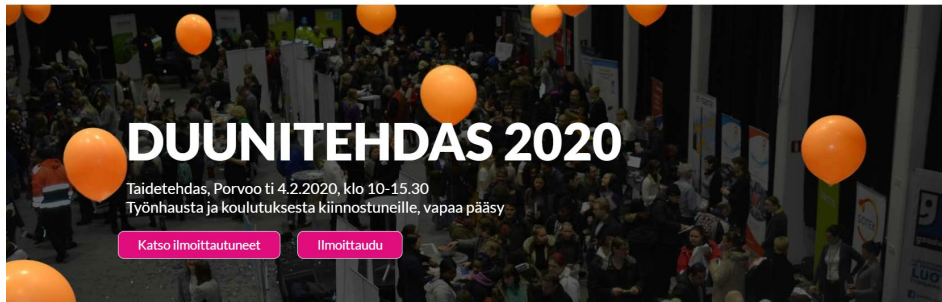 DUUNITEHDAS 2020
Taidetehdas, Porvoo ti 4.2.2020, klo 10-15.30
Työnhausta ja koulutuksesta kiinnostuneille, vapaa pääsy
Katso ilmoittautuneet
Ilmoittaudu